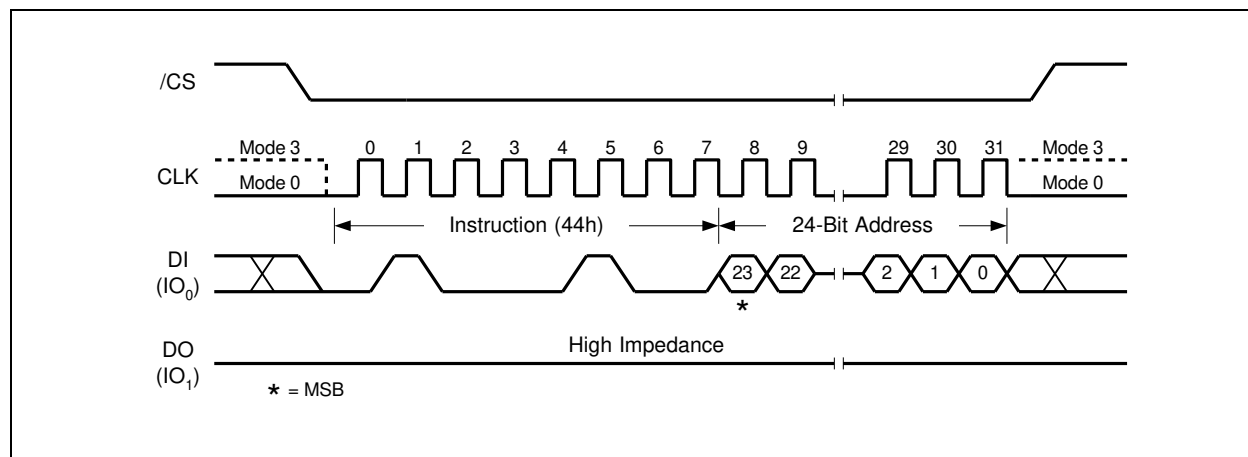 /CS
Mode 3 0 1 2 3 4 5 6 7 8 9 29 30 31 Mode 3
CLK Mode 0 Mode 0
Instruction (44h) 24-Bit Address
DI
(IO0) 23 22 2 1 0
*
High Impedance
DO
(IO1)
* = MSB